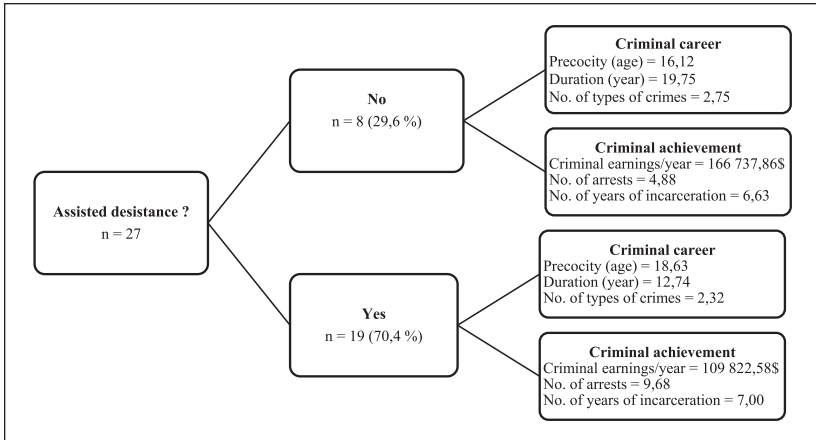 Assisted desistance ?
n = 27
No
n = 8 (29,6 %)
Criminal career
Precocity (age) = 16,12
Duration (year) = 19,75
No. of types of crimes = 2,75
Criminal achievement
Criminal earnings/year = 166 737,86$
No. of arrests = 4,88
No. of years of incarceration = 6,63
Yes
n = 19 (70,4 %)
Criminal career
Precocity (age) = 18,63
Duration (year) = 12,74
No. of types of crimes = 2,32
Criminal achievement
Criminal earnings/year = 109 822,58$
No. of arrests = 9,68
No. of years of incarceration = 7,00